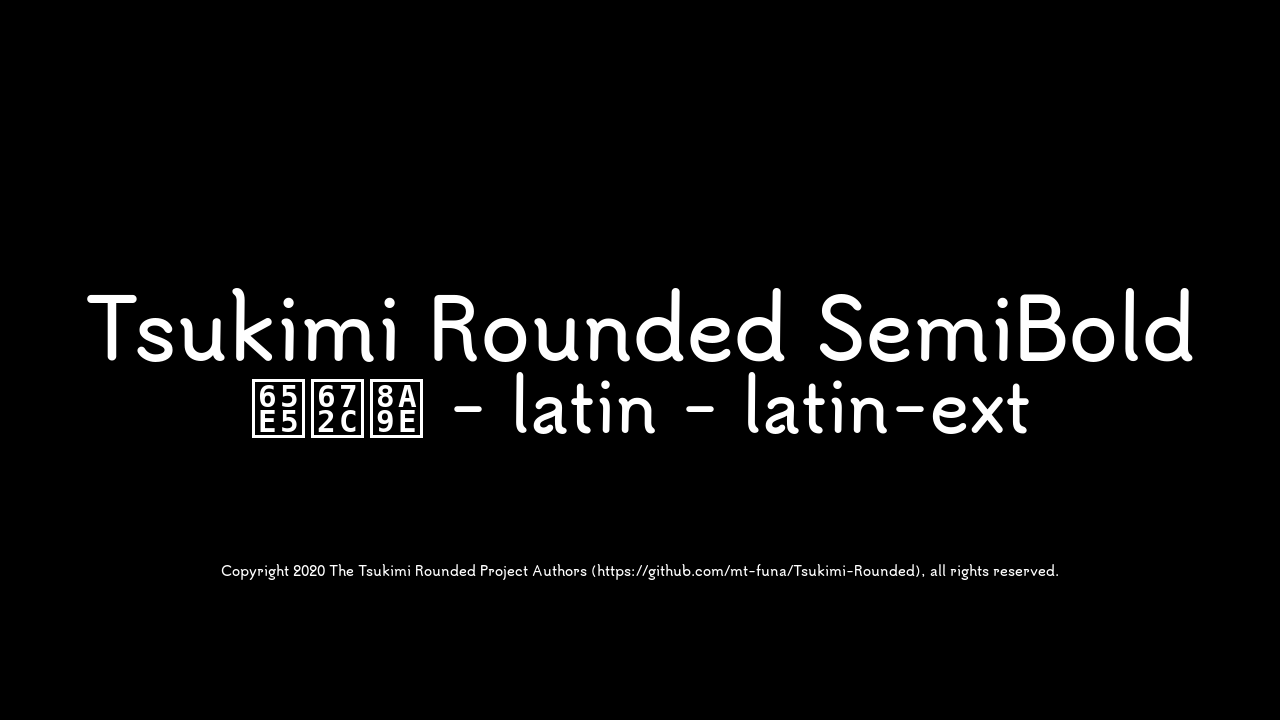 Tsukimi Rounded SemiBold
- latin - latin-ext
Copyright 2020 The Tsukimi Rounded Project Authors (https://github.com/mt-funa/Tsukimi-Rounded), all rights reserved.